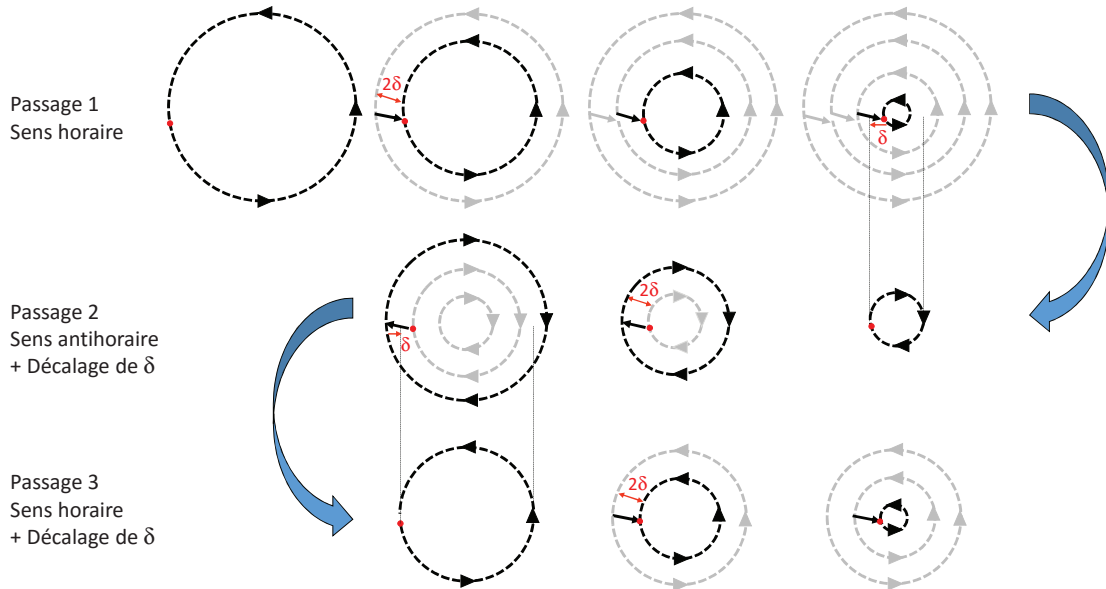 2δ
Passage 1
Sens horaire
δ
Passage 2
Sens antihoraire
+ Décalage de δ
2δ
δ
Passage 3
Sens horaire
+ Décalage de δ
2δ